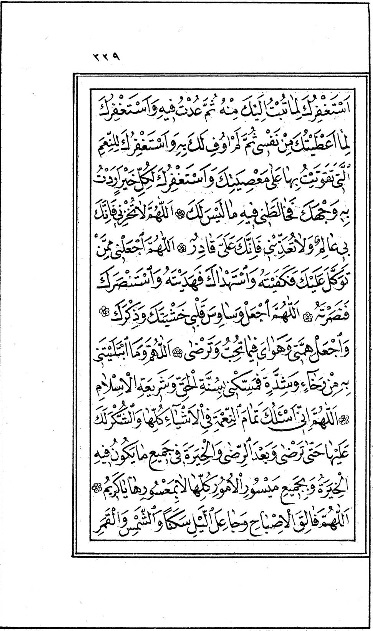 ٢٢٩
اَسْتَغْفِرُكَ لِمَا تُبْتُ اِلَيْكَ مِنْهُ ثُمَّ عُدْتُ فِيهِ وَاَسْتَغْفِرُكَ
لِمَا اَعْطَيْتُكَ مِنْ نَفْسِي ثُمَّ لَمْ اُوفِ لَكَ بِهِ وَاَسْتَغْفِرُكَ لِلنِّعَمِ
الَّتِي تَقَوَّيْتُ بِهَا عَلَى مَعْصِيَتِكَ وَاَسْتَغْفِرُكَ لِكُلِّ خَيْرٍ اَرَدْتُ
بِهِ وَجْهَكَ فَخَالَطَنِي فِيهِ مَا لَيْسَ لَكَ ۞ اَللّٰهُمَّ لَا تُخْزِنِي فَاِنَّكَ
بِي عَالِمٌ وَلَا تُعَذِّبْنِي فَاِنَّكَ عَلَيَّ قَادِرٌ ۞ اَللّٰهُمَّ اجْعَلْنِي مِمَّنْ
تَوَكَّلَ عَلَيْكَ فَكَفَيْتَهُ وَاسْتَهْدَاكَ فَهَدَيْتَهُ وَاسْتَنْصَرَكَ
فَنَصَرْتَهُ ۞ اَللّٰهُمَّ اجْعَلْ وَسَاوِسَ قَلْبِي خَشْيَتَكَ وَذِكْرَكَ ۞
وَاجْعَلْ هِمَّتِي وَهَوَايَ فِيمَا تُحِبُّ وَتَرْضَى ۞ اَللّٰهُمَّ وَمَا ابْتَلَيْتَنِي
بِهِ مِنْ رَخَاءٍ وَشِدَّةٍ فَمَسِّكْنِي بِسُنَّةِ الْحَقِّ وَشَرِيعَةِ الْاِسْلَامِ
۞ اَللّٰهُمَّ اِنِّي اَسْئَلُكَ تَمَامَ النِّعْمَةِ فِي الْاَشْيَاءِ كُلِّهَا وَالشُّكْرَ لَكَ
عَلَيْهَا حَتَّى تَرْضَى وَبَعْدَ الرِّضَى وَالْخِيَرَةَ فِي جَمِيعِ مَا يَكُونُ فِيهِ
الْخِيَرَةُ وَبِجَمِيعِ مَيْسُورِ الْاُمُورِ كُلِّهَا لَا بِمَعْسُورِهَا يَا كَرِيمُ ۞
اَللّٰهُمَّ فَالِقَ الْاِصْبَاحِ وَجَاعِلَ اللَّيْلِ سَكَنًا وَالشَّمْسَ وَالْقَمَرَ